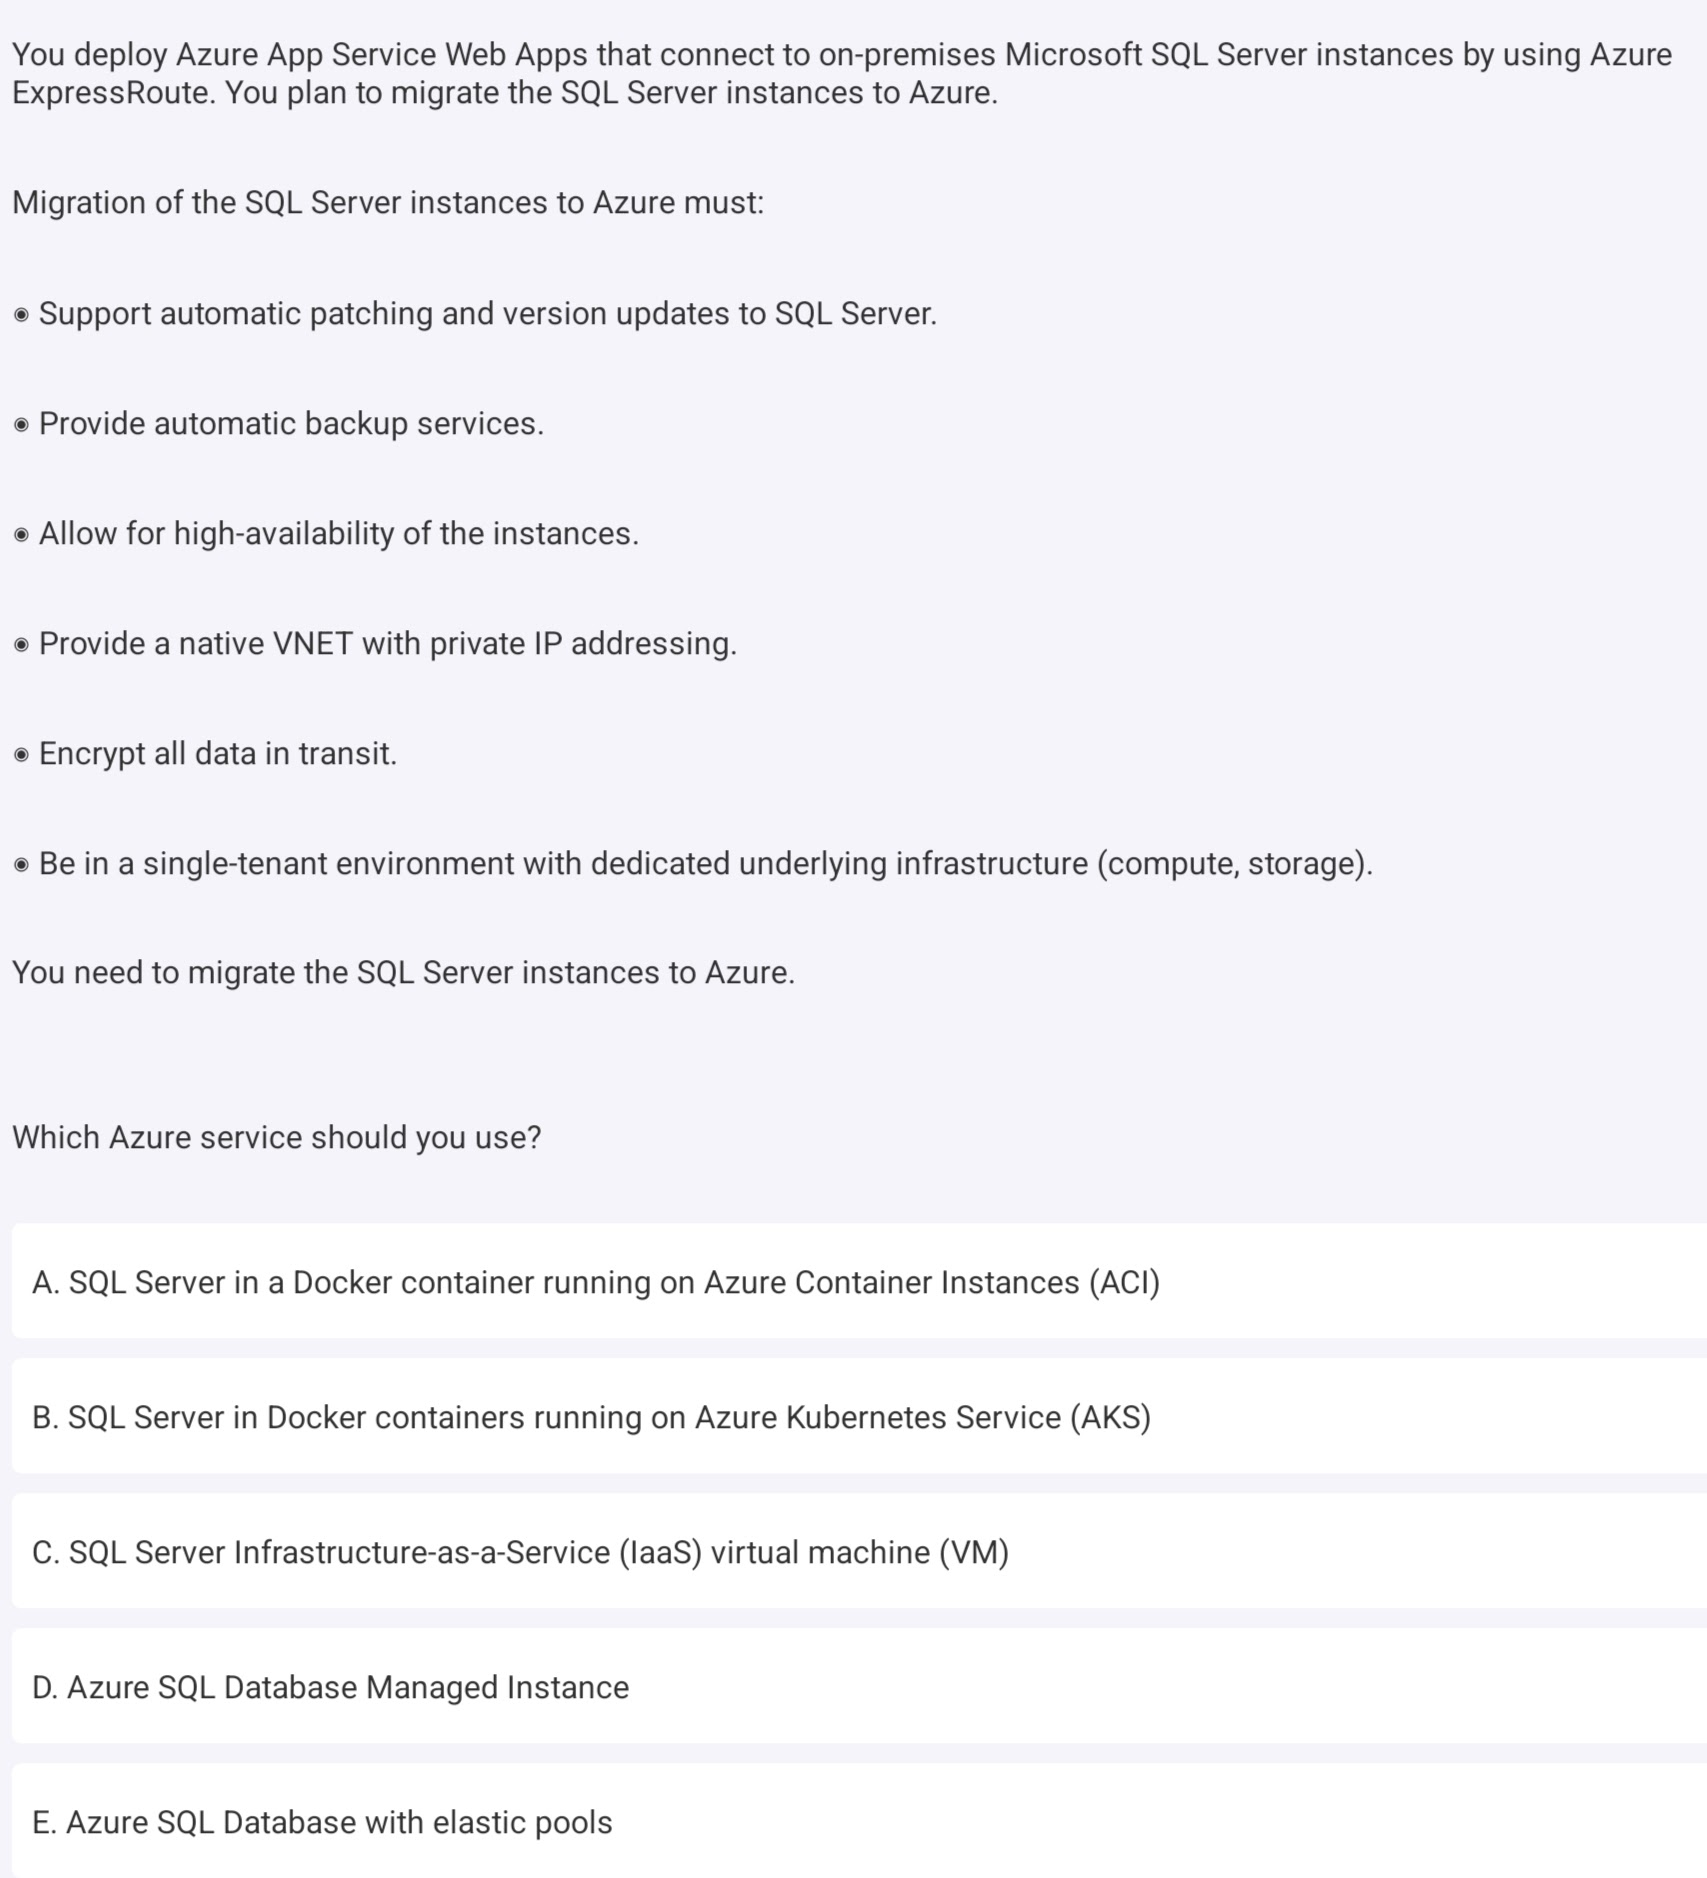 You deploy Azure App Service Web Apps that connect to on-premises Microsoft SQL Server instances by using Azure
ExpressRoute. You plan to migrate the SQL Server instances to Azure.
Migration of the SQL Server instances to Azure must:
◉ Support automatic patching and version updates to SQL Server.
◉ Provide automatic backup services.
◉ Allow for high-availability of the instances.
◉ Provide a native VNET with private IP addressing.
◉ Encrypt all data in transit.
◉ Be in a single-tenant environment with dedicated underlying infrastructure (compute, storage).
You need to migrate the SQL Server instances to Azure.
Which Azure service should you use?
A. SQL Server in a Docker container running on Azure Container Instances (ACI)
B. SQL Server in Docker containers running on Azure Kubernetes Service (AKS)
C. SQL Server Infrastructure-as-a-Service (IaaS) virtual machine (VM)
D. Azure SQL Database Managed Instance
E. Azure SQL Database with elastic pools